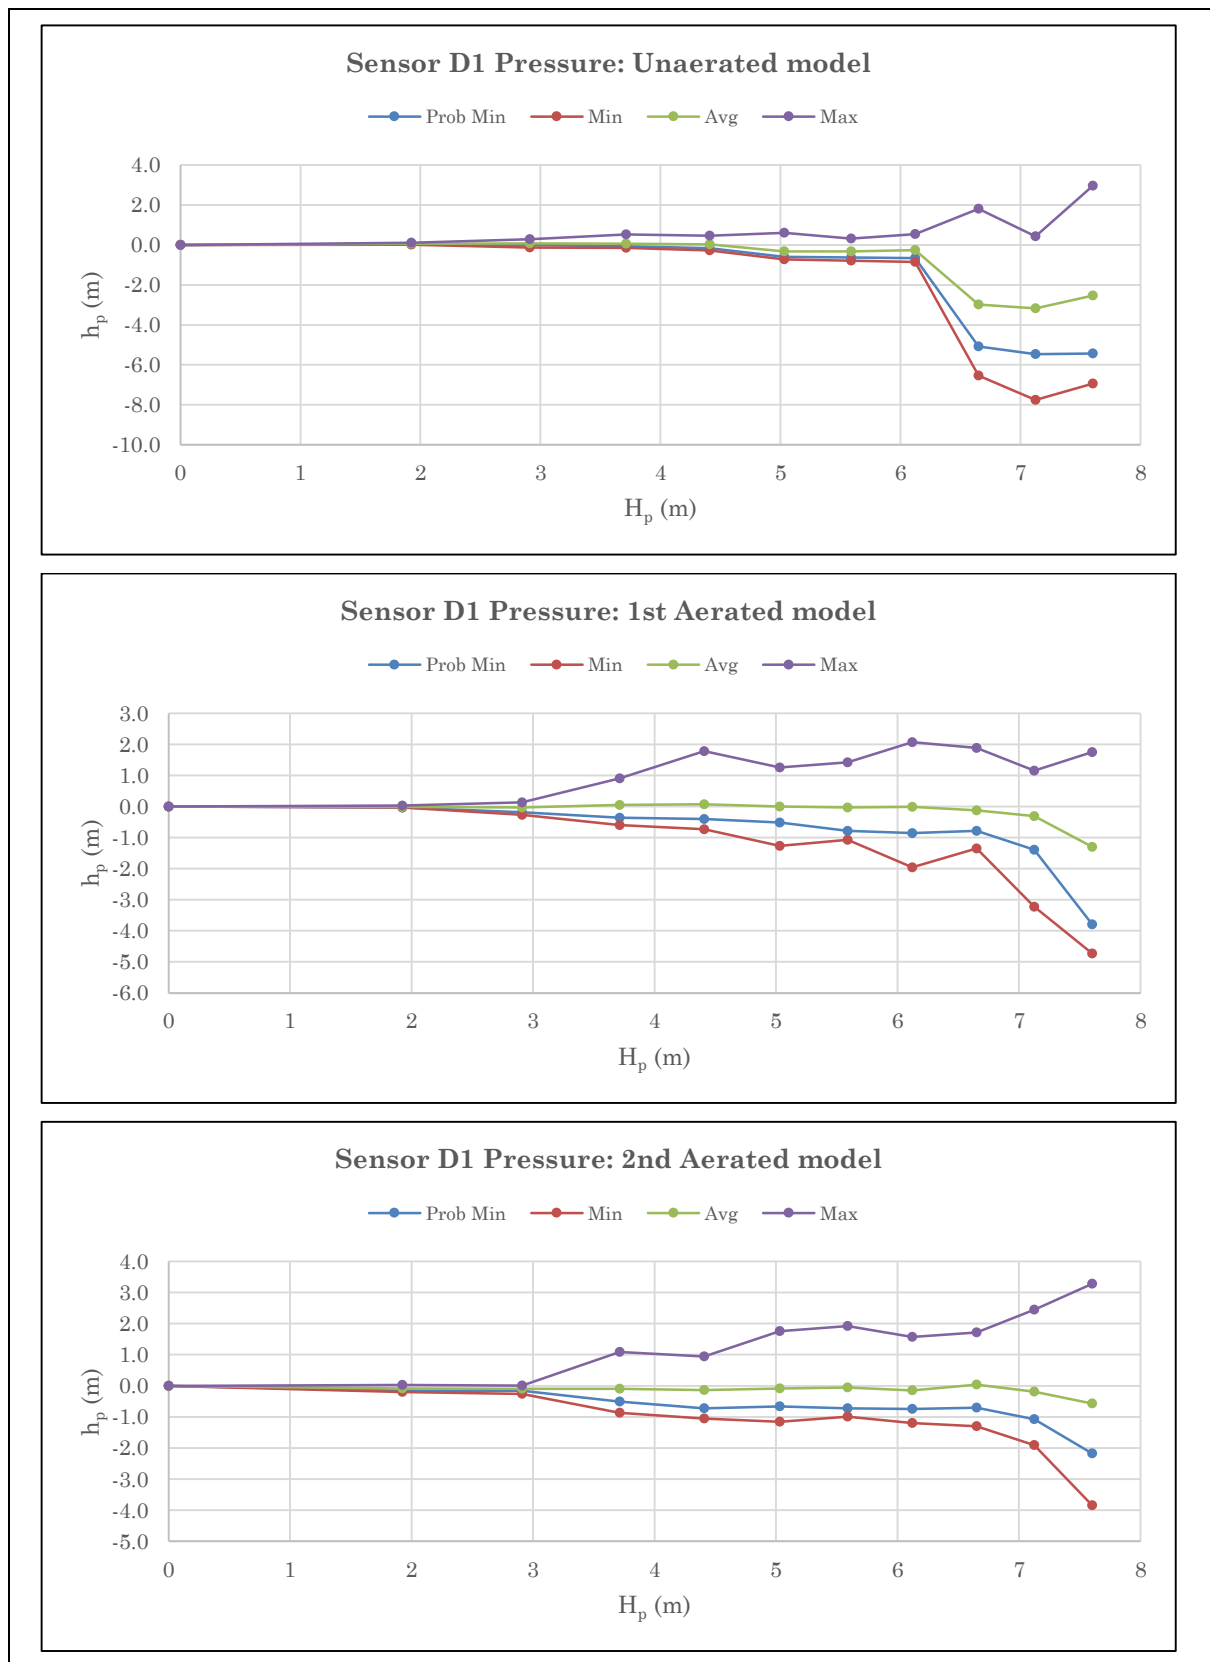 Sensor D1 Pressure: Unaerated model
Prob Min Min Avg Max
4.0
2.0
0.0
-2.0
-4.0
-6.0
-8.0
-10.0
h_p (m)
0 1 2 3 4 5 6 7 8
H_p (m)
Sensor D1 Pressure: 1st Aerated model
Prob Min Min Avg Max
3.0
2.0
1.0
0.0
-1.0
-2.0
-3.0
-4.0
-5.0
-6.0
h_p (m)
0 1 2 3 4 5 6 7 8
H_p (m)
Sensor D1 Pressure: 2nd Aerated model
Prob Min Min Avg Max
4.0
3.0
2.0
1.0
0.0
-1.0
-2.0
-3.0
-4.0
-5.0
h_p (m)
0 1 2 3 4 5 6 7 8
H_p (m)